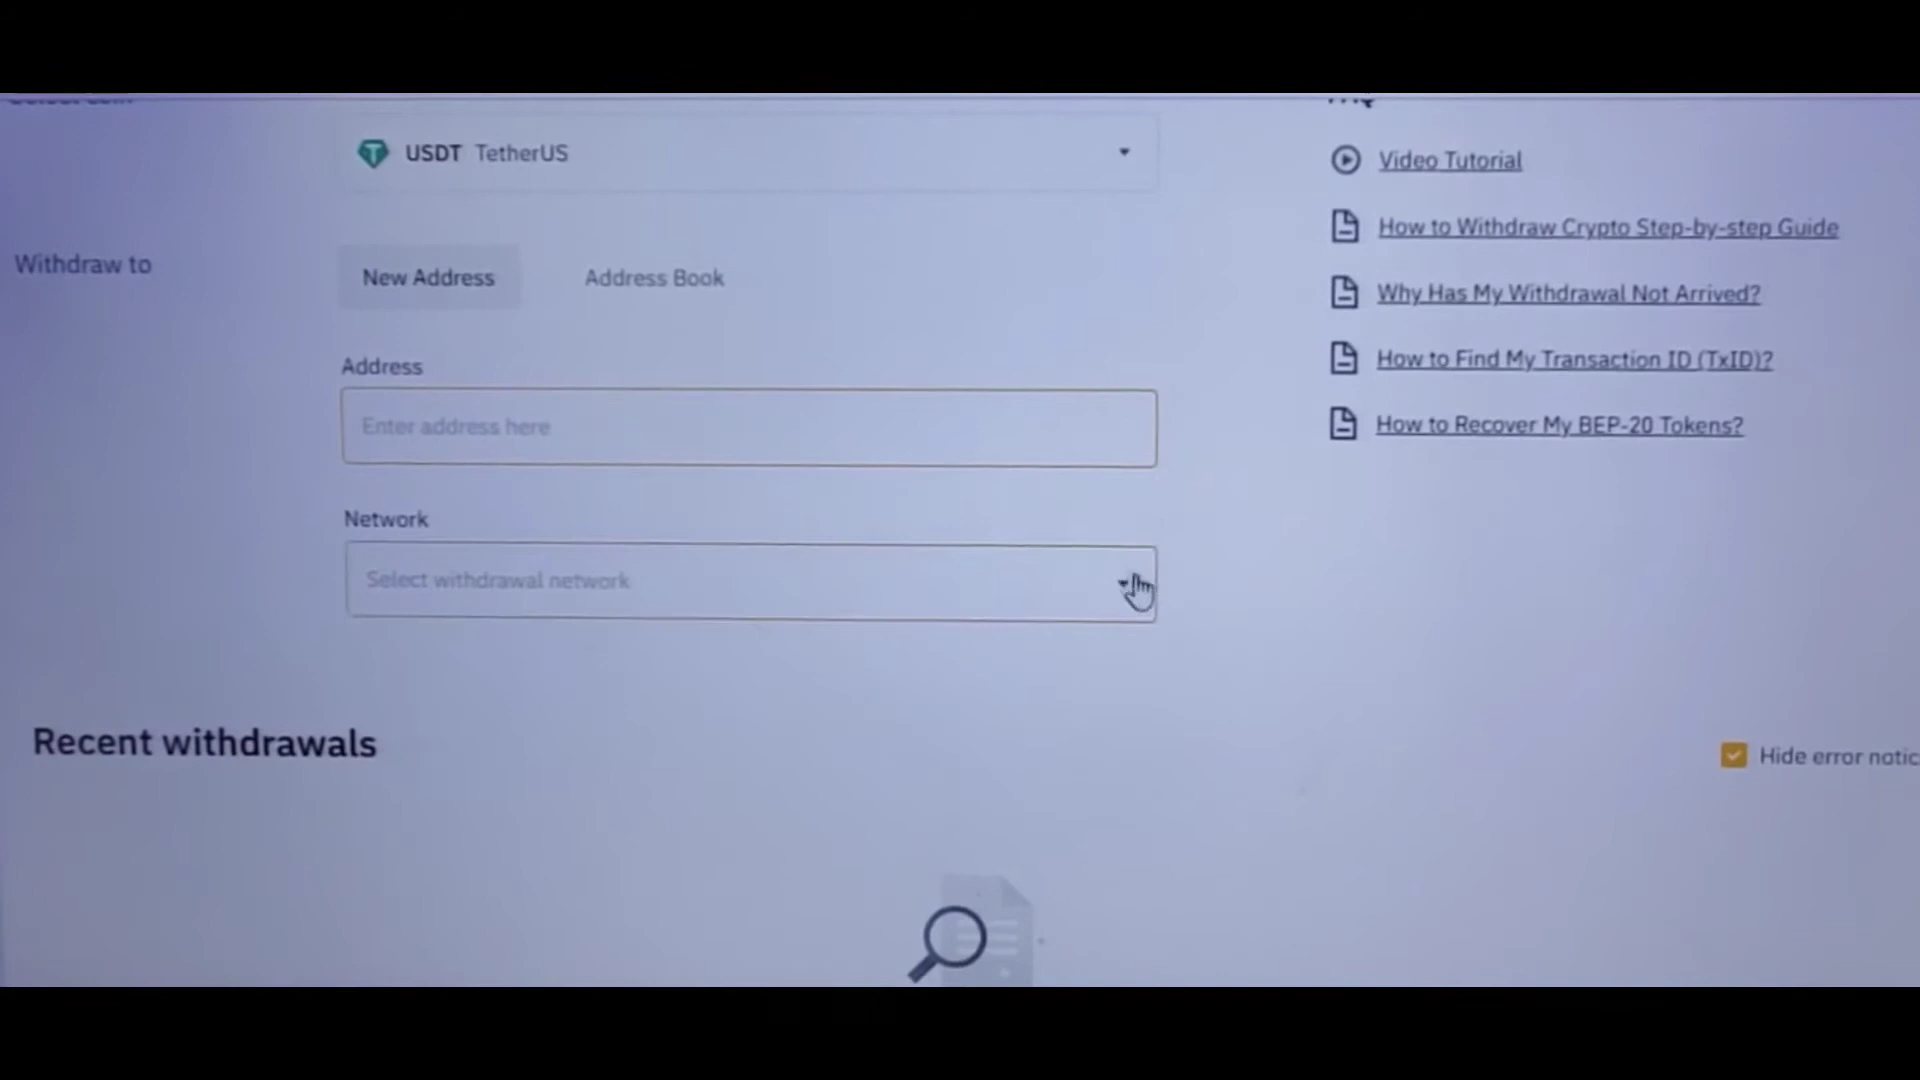 USDT TetherUS
Withdraw to
New Address
Address Book
Address
Enter address here
Network
Select withdrawal network
FAQ
Video Tutorial
How to Withdraw Crypto Step-by-step Guide
Why Has My Withdrawal Not Arrived?
How to Find My Transaction ID (TxID)?
How to Recover My BEP-20 Tokens?
Recent withdrawals
Hide error notic